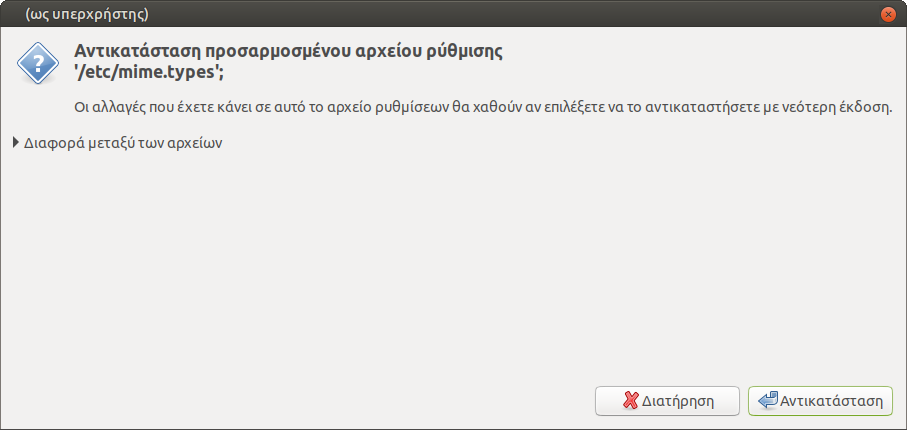 (ως υπερχρήστης)
Αντικατάσταση προσαρμοσμένου αρχείου ρύθμισης
'/etc/mime.types';
Οι αλλαγές που έχετε κάνει σε αυτό το αρχείο ρυθμίσεων θα χαθούν αν επιλέξετε να το αντικαταστήσετε με νεότερη έκδοση.
Διαφορά μεταξύ των αρχείων
Διατήρηση
Αντικατάσταση